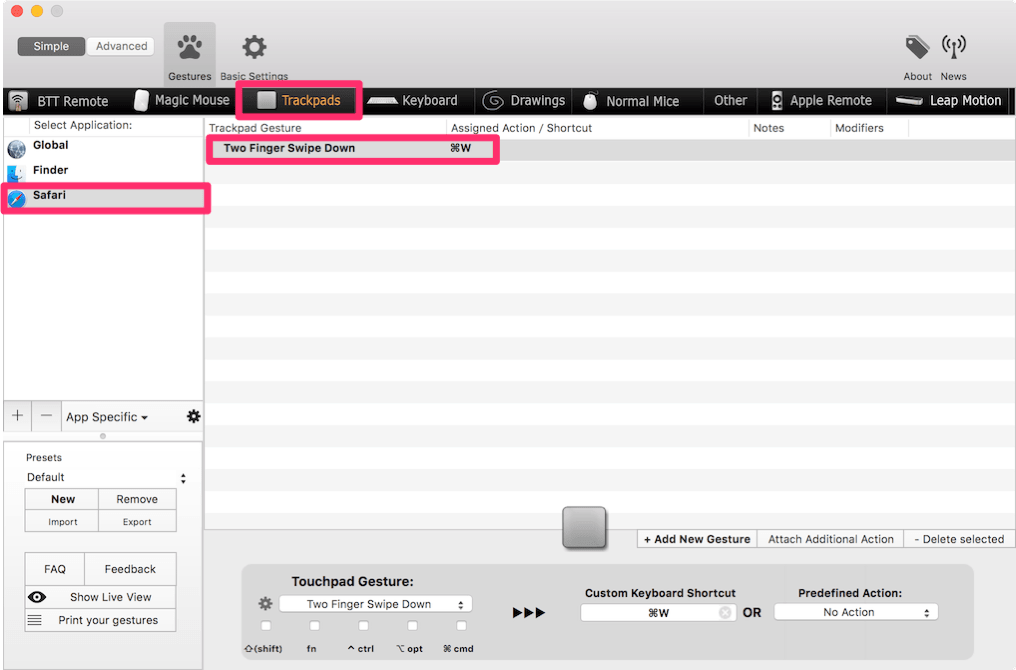 Simple
Advanced
Gestures
Basic Settings
About
News
BTT Remote
Magic Mouse
Trackpads
Keyboard
Drawings
Normal Mice
Other
Apple Remote
Leap Motion
Select Application:
Trackpad Gesture
Assigned Action / Shortcut
Notes
Modifiers
Global
Two Finger Swipe Down
⌘W
Finder
Safari
+
−
App Specific
Presets
Default
New
Remove
Import
Export
+ Add New Gesture
Attach Additional Action
- Delete selected
FAQ
Feedback
Show Live View
Print your gestures
Touchpad Gesture:
Two Finger Swipe Down
Custom Keyboard Shortcut
⌘W
OR
Predefined Action:
No Action
⇧(shift)
fn
^ ctrl
⌥ opt
⌘ cmd